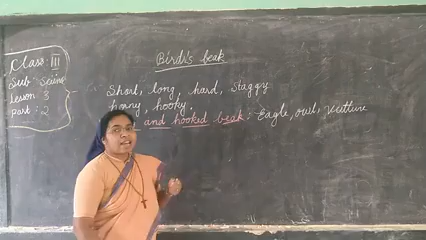 Class: III
Sub: Science
Lesson: 3
Part: 2
Bird's beak
Short, long, hard, staggy
horny, hooky.
and hooked beak: Eagle, owl, Vulture